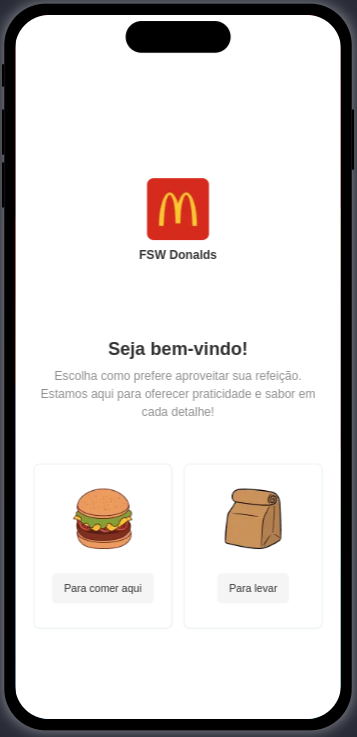 FSW Donalds
Seja bem-vindo!
Escolha como prefere aproveitar sua refeição.
Estamos aqui para oferecer praticidade e sabor em
cada detalhe!
Para comer aqui
Para levar